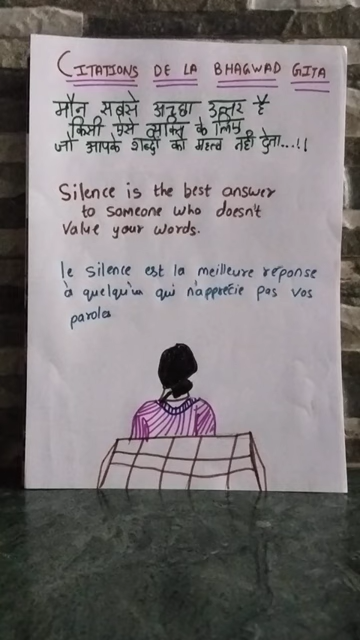 CITATIONS DE LA BHAGWAD GITA
मौन सबसे अच्छा उत्तर है
किसी ऐसे व्यक्ति के लिए
जो आपके शब्दों को महत्व नहीं देता...!!
Silence is the best answer
to someone who doesn't
value your words.
le silence est la meilleure réponse
à quelqu'un qui n'apprécie pas vos
paroles